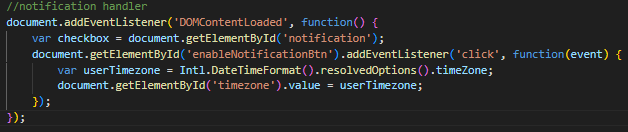 //notification handler
document.addEventListener('DOMContentLoaded', function() {
    var checkbox = document.getElementById('notification');
    document.getElementById('enableNotificationBtn').addEventListener('click', function(event) {
        var userTimezone = Intl.DateTimeFormat().resolvedOptions().timeZone;
        document.getElementById('timezone').value = userTimezone;
    });
});